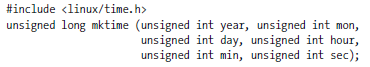 #include <linux/time.h>
unsigned long mktime (unsigned int year, unsigned int mon,
unsigned int day, unsigned int hour,
unsigned int min, unsigned int sec);